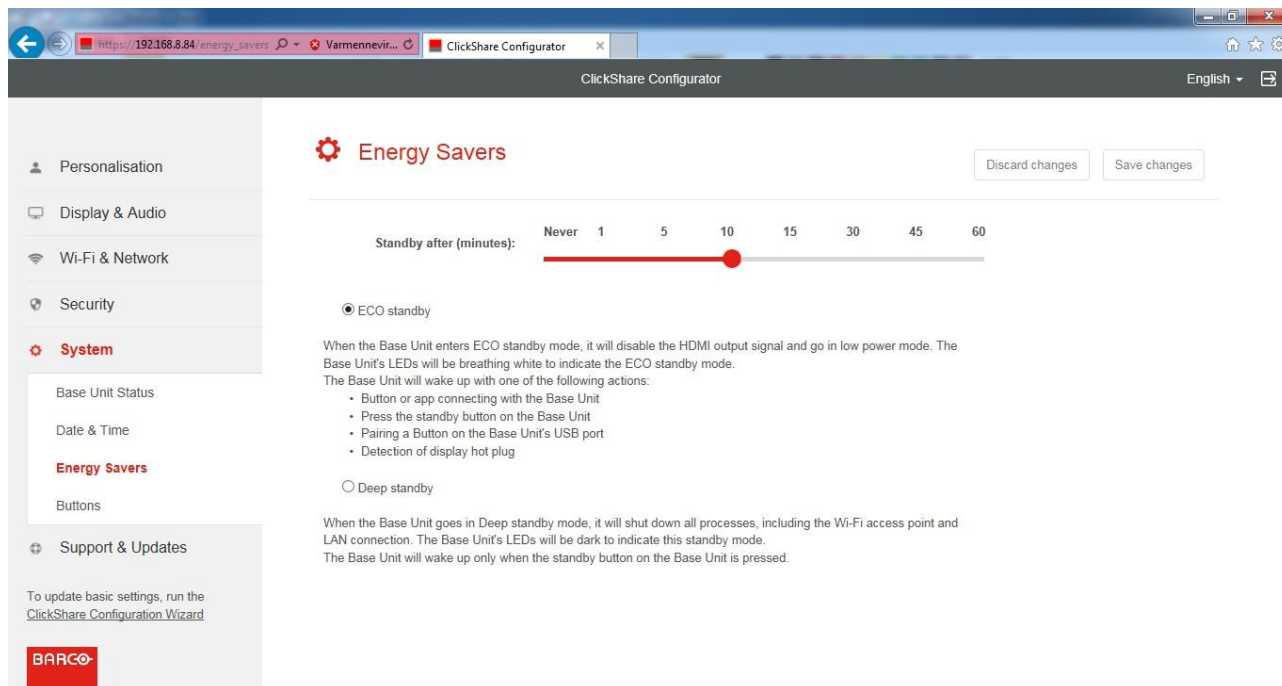 https://192.168.8.84/energy_savers
Varmennevir...
ClickShare Configurator
ClickShare Configurator
English
Personalisation
Display & Audio
Wi-Fi & Network
Security
System
Base Unit Status
Date & Time
Energy Savers
Buttons
Support & Updates
To update basic settings, run the
ClickShare Configuration Wizard
BARCO
Energy Savers
Discard changes
Save changes
Standby after (minutes):
Never 1 5 10 15 30 45 60
ECO standby
When the Base Unit enters ECO standby mode, it will disable the HDMI output signal and go in low power mode. The
Base Unit's LEDs will be breathing white to indicate the ECO standby mode.
The Base Unit will wake up with one of the following actions:
• Button or app connecting with the Base Unit
• Press the standby button on the Base Unit
• Pairing a Button on the Base Unit's USB port
• Detection of display hot plug
Deep standby
When the Base Unit goes in Deep standby mode, it will shut down all processes, including the Wi-Fi access point and
LAN connection. The Base Unit's LEDs will be dark to indicate this standby mode.
The Base Unit will wake up only when the standby button on the Base Unit is pressed.